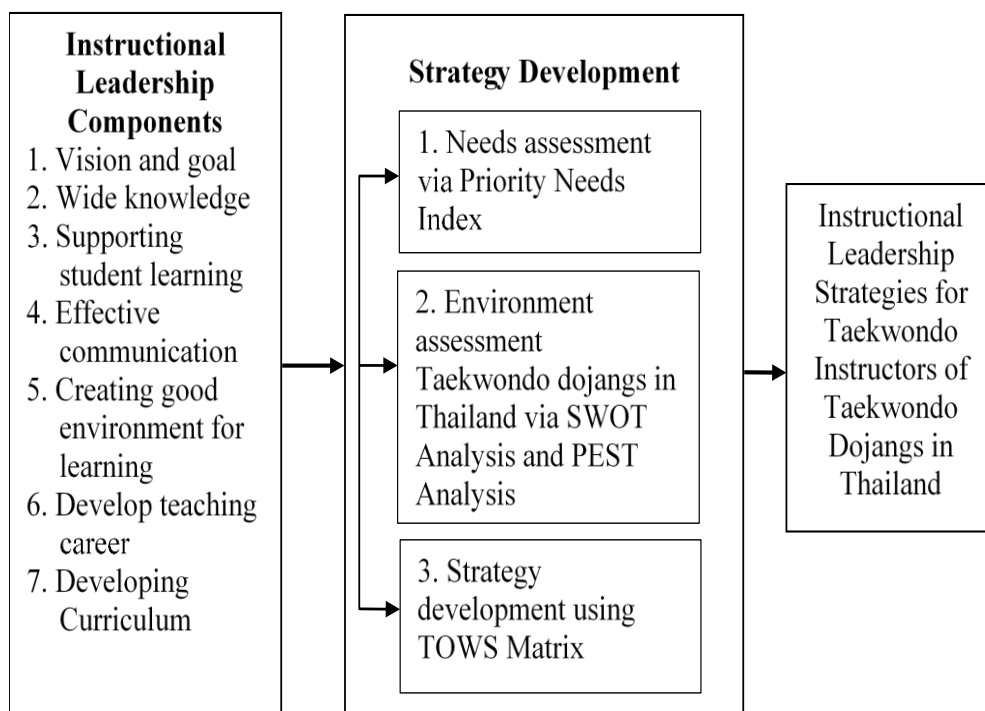 Instructional
Leadership
Components
1. Vision and goal
2. Wide knowledge
3. Supporting
student learning
4. Effective
communication
5. Creating good
environment for
learning
6. Develop teaching
career
7. Developing
Curriculum
Strategy Development
1. Needs assessment
via Priority Needs
Index
2. Environment
assessment
Taekwondo dojangs in
Thailand via SWOT
Analysis and PEST
Analysis
3. Strategy
development using
TOWS Matrix
Instructional
Leadership
Strategies for
Taekwondo
Instructors of
Taekwondo
Dojangs in
Thailand